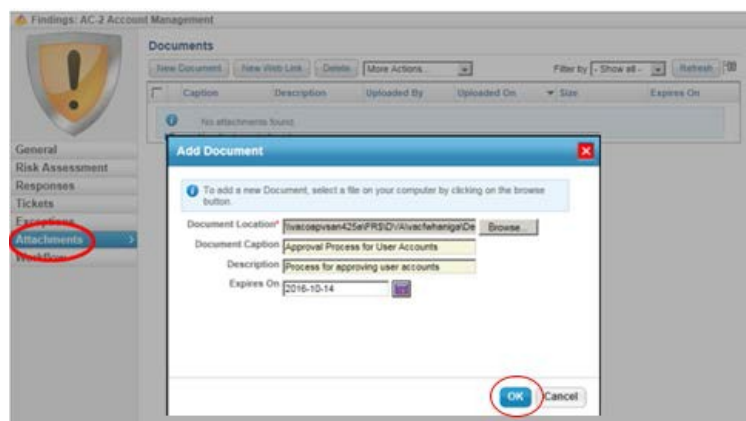 Findings: AC-2 Account Management
Documents
New Document New Web Link Delete More Actions... Filter by - Show all - Refresh
Caption Description Uploaded By Uploaded On Size Expires On
No attachments found.
General
Risk Assessment
Responses
Tickets
Exceptions
Attachments
Workflow
Add Document
To add a new Document, select a file on your computer by clicking on the browse
button.
Document Location* Browse...
Document Caption Approval Process for User Accounts
Description Process for approving user accounts
Expires On 2016-10-14
OK Cancel